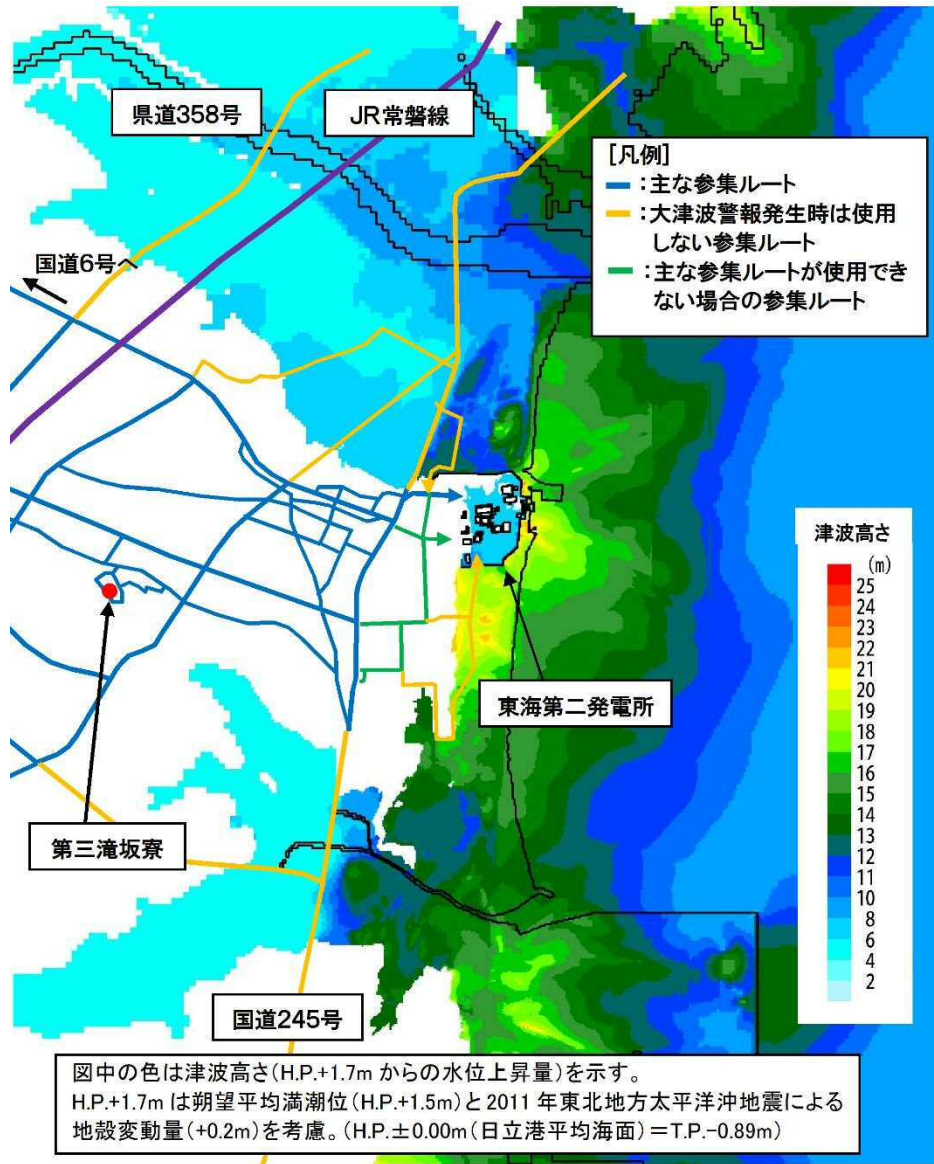 県道358号
JR常磐線
[凡例]
:主な参集ルート
:大津波警報発生時は使用
しない参集ルート
:主な参集ルートが使用でき
ない場合の参集ルート
国道6号へ
津波高さ
(m)
25
24
23
22
21
20
19
18
17
16
15
14
13
12
11
10
8
6
4
2
東海第二発電所
第三滝坂寮
国道245号
図中の色は津波高さ(H.P.+1.7mからの水位上昇量)を示す。
H.P.+1.7mは朔望平均満潮位(H.P.+1.5m)と2011年東北地方太平洋沖地震による
地殻変動量(+0.2m)を考慮。(H.P.±0.00m(日立港平均海面)=T.P.-0.89m)